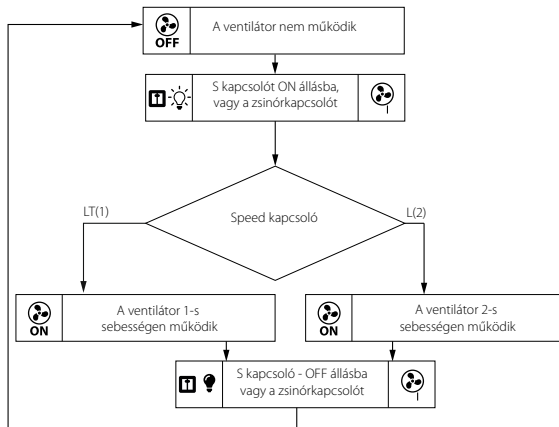 OFF
A ventilátor nem működik
S kapcsolót ON állásba,
vagy a zsinórkapcsolót
Speed kapcsoló
LT(1)
L(2)
ON
A ventilátor 1-s
sebességen működik
ON
A ventilátor 2-s
sebességen működik
S kapcsoló - OFF állásba
vagy a zsinórkapcsolót